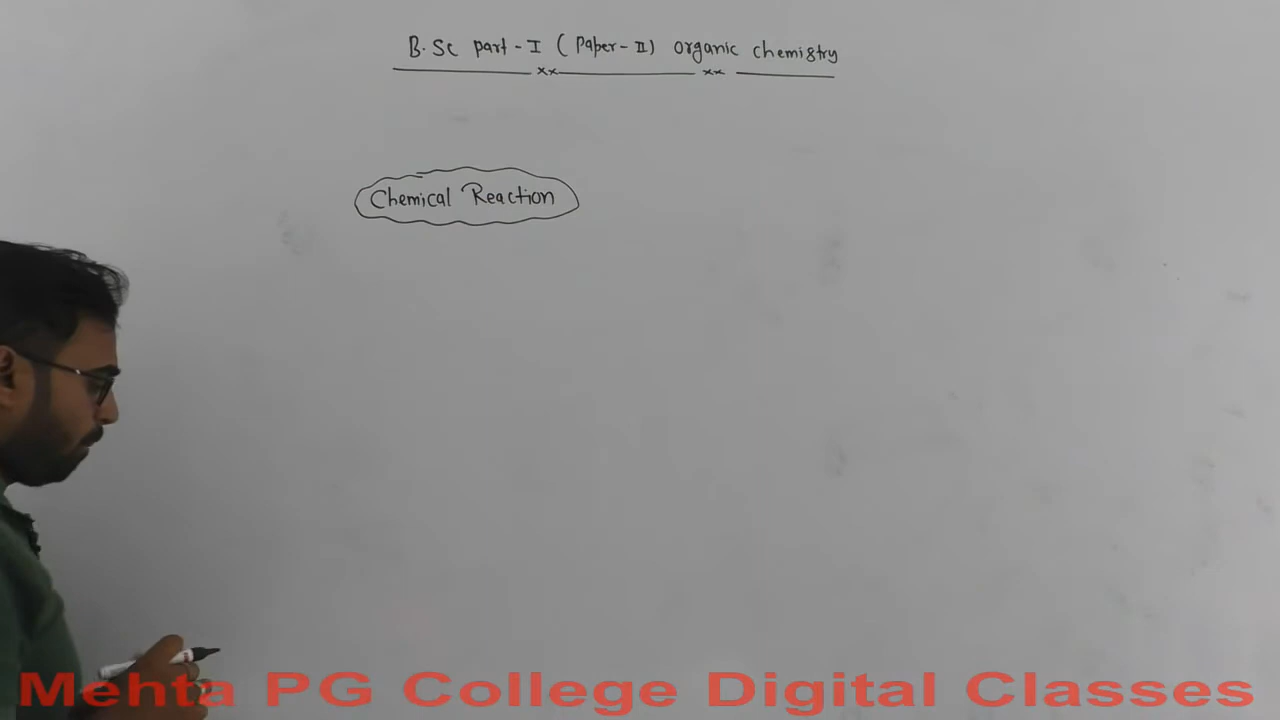 B.Sc part-I (Paper-II) organic chemistry
Chemical Reaction
Mehta PG College Digital Classes